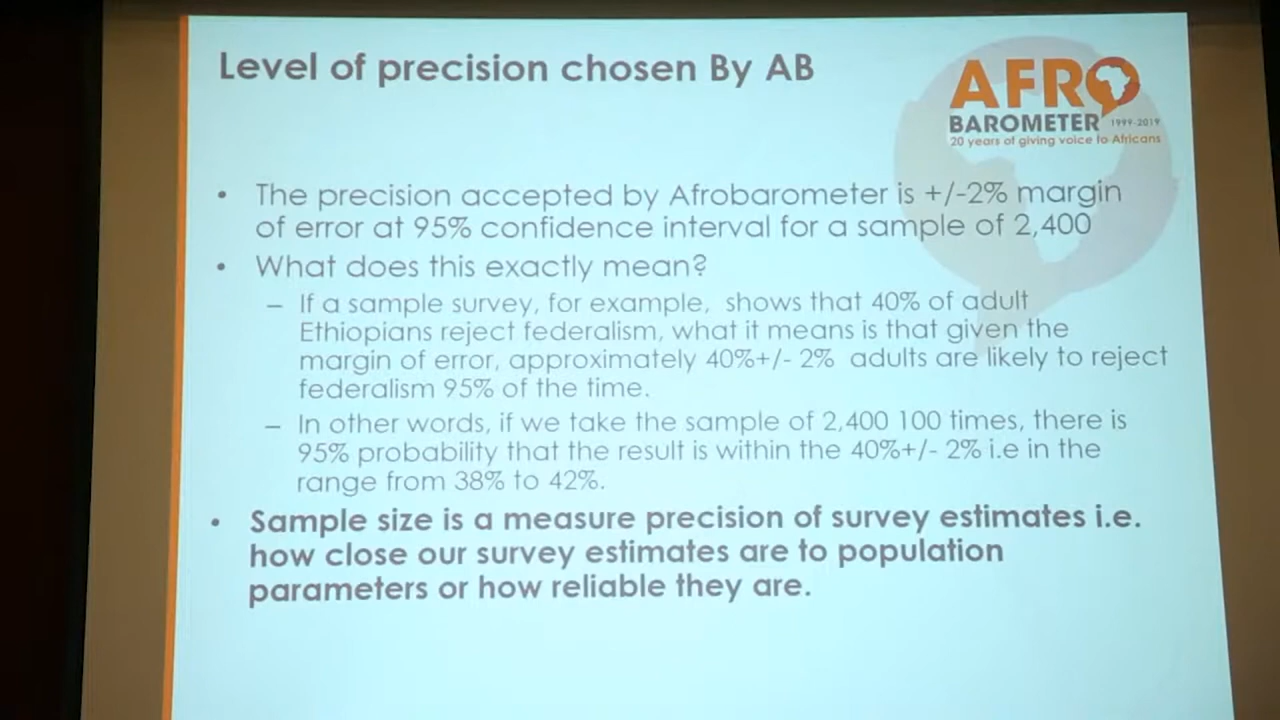 Level of precision chosen By AB
AFRO
BAROMETER 1999-2019
20 years of giving voice to Africans
• The precision accepted by Afrobarometer is +/-2% margin
of error at 95% confidence interval for a sample of 2,400
• What does this exactly mean?
– If a sample survey, for example, shows that 40% of adult
Ethiopians reject federalism, what it means is that given the
margin of error, approximately 40%+/- 2% adults are likely to reject
federalism 95% of the time.
– In other words, if we take the sample of 2,400 100 times, there is
95% probability that the result is within the 40%+/- 2% i.e in the
range from 38% to 42%.
• Sample size is a measure precision of survey estimates i.e.
how close our survey estimates are to population
parameters or how reliable they are.